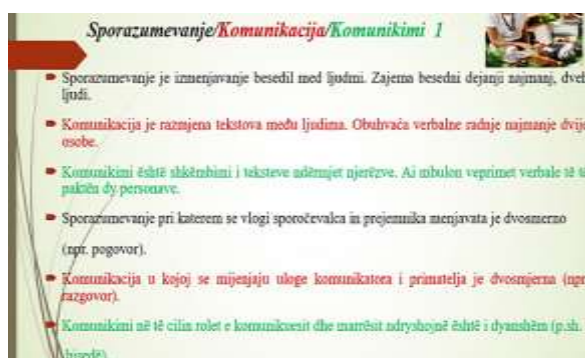 Sporazumevanje/Komunikacija/Komunikimi 1
Sporazumevanje je izmenjavanje besedil med ljudmi. Zajema besedni dejanji najmanj, dveh
ljudi.
Komunikacija je razmjena tekstova među ljudima. Obuhvaća verbalne radnje najmanje dvije
osobe.
Komunikimi është shkëmbimi i teksteve ndërmjet njerëzve. Ai mbulon veprimet verbale të të
paktën dy personave.
Sporazumevanje pri katerem se vlogi sporočevalca in prejemnika menjavata je dvosmerno
(npr. pogovor).
Komunikacija u kojoj se mijenjaju uloge komunikatora i primatelja je dvosmjerna (npr
razgovor).
Komunikimi në të cilin rolet e komunikuesit dhe marrësit ndryshojnë është i dyanshëm (p.sh.